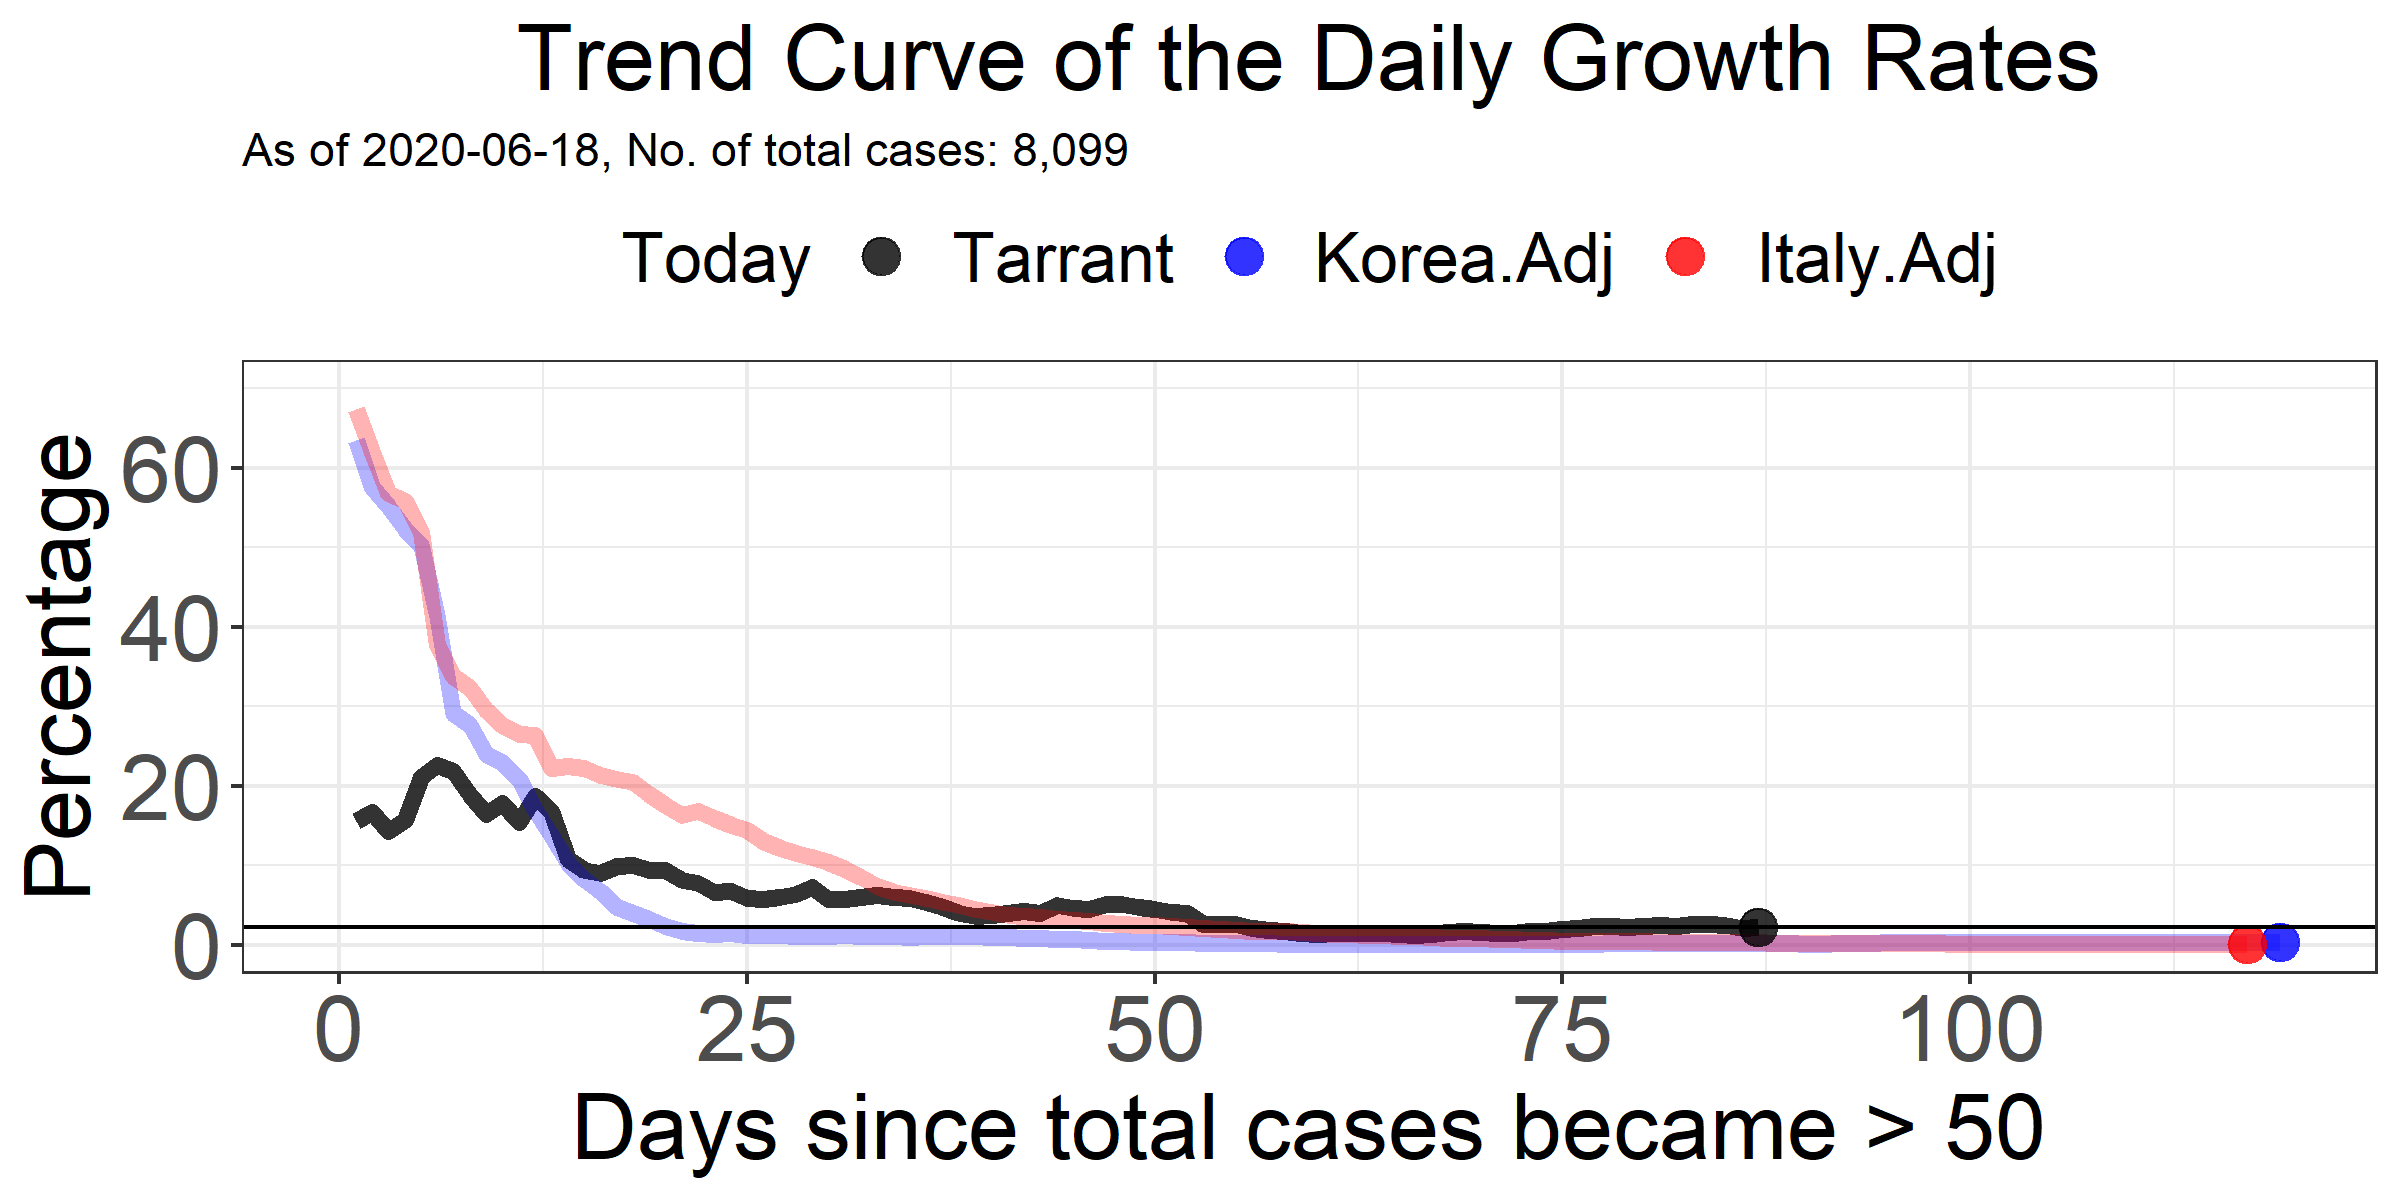 Trend Curve of the Daily Growth Rates
As of 2020-06-18, No. of total cases: 8,099
Today Tarrant Korea.Adj Italy.Adj
Percentage
60
40
20
0
0 25 50 75 100
Days since total cases became > 50